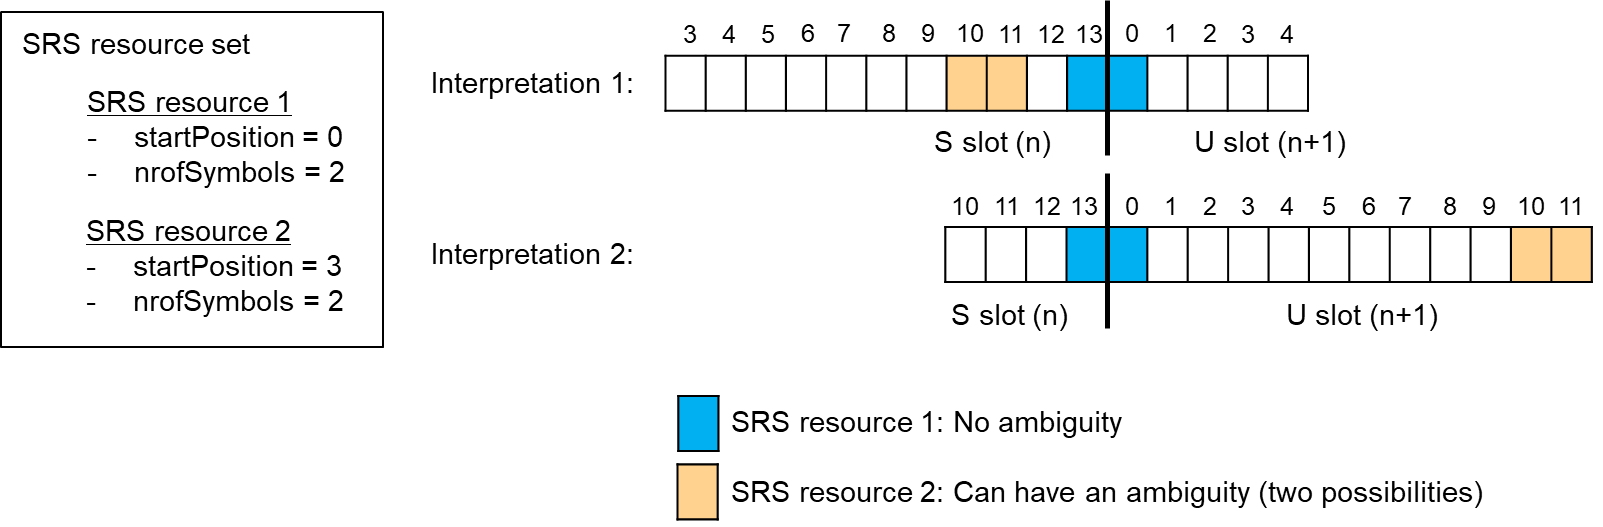 SRS resource set
SRS resource 1
- startPosition = 0
- nrofSymbols = 2
SRS resource 2
- startPosition = 3
- nrofSymbols = 2
3 4 5 6 7 8 9 10 11 12 13 0 1 2 3 4
Interpretation 1:
S slot (n) U slot (n+1)
10 11 12 13 0 1 2 3 4 5 6 7 8 9 10 11
Interpretation 2:
S slot (n) U slot (n+1)
SRS resource 1: No ambiguity
SRS resource 2: Can have an ambiguity (two possibilities)